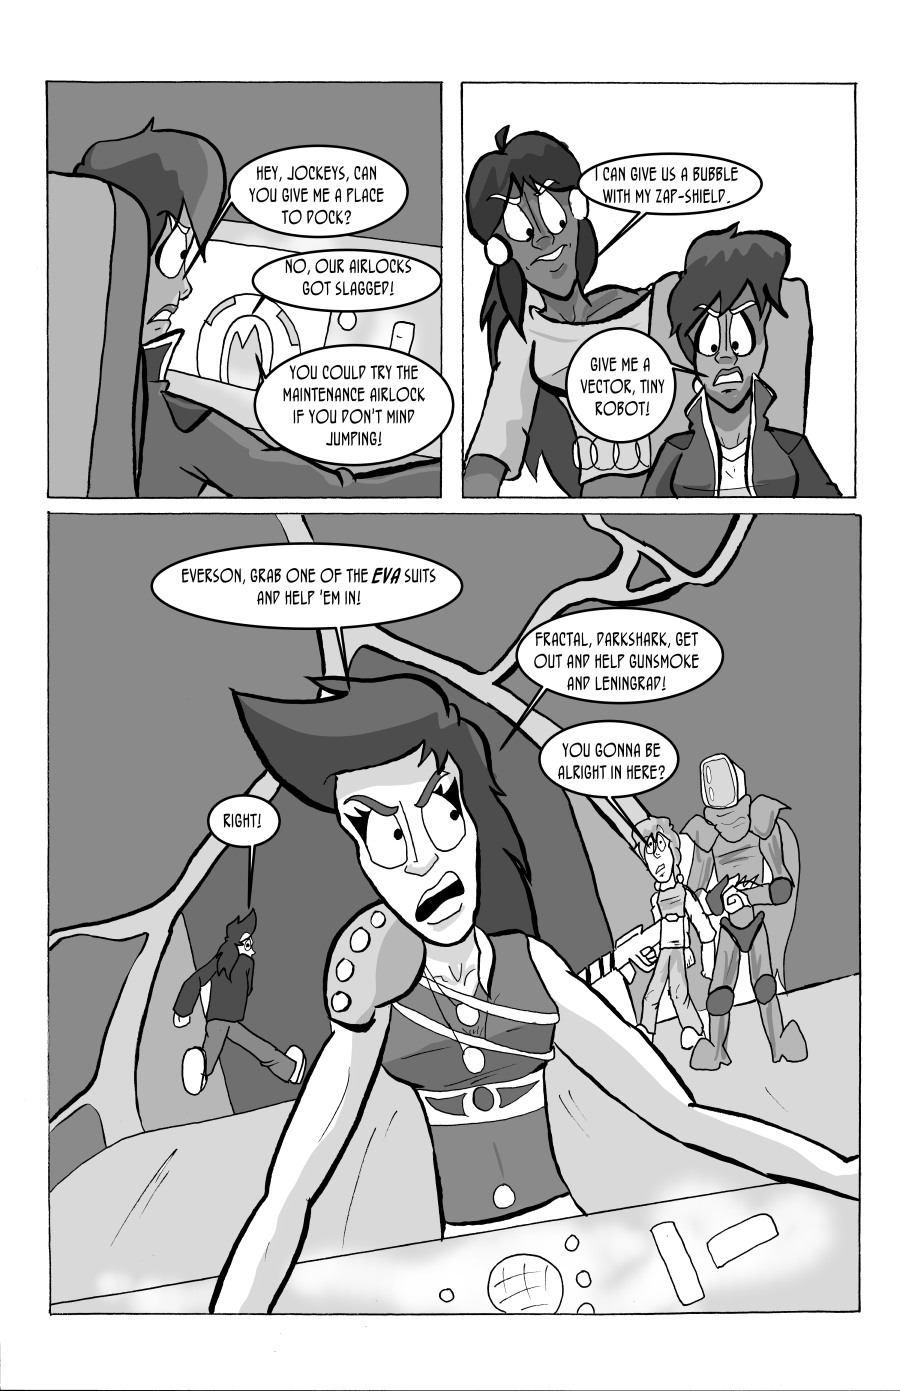 HEY, JOCKEYS, CAN
YOU GIVE ME A PLACE
TO DOCK?
NO, OUR AIRLOCKS
GOT SLAGGED!
YOU COULD TRY THE
MAINTENANCE AIRLOCK
IF YOU DON'T MIND
JUMPING!
I CAN GIVE US A BUBBLE
WITH MY ZAP-SHIELD.
GIVE ME A
VECTOR, TINY
ROBOT!
EVERSON, GRAB ONE OF THE EVA SUITS
AND HELP 'EM IN!
FRACTAL, DARKSHARK, GET
OUT AND HELP GUNSMOKE
AND LENINGRAD!
YOU GONNA BE
ALRIGHT IN HERE?
RIGHT!